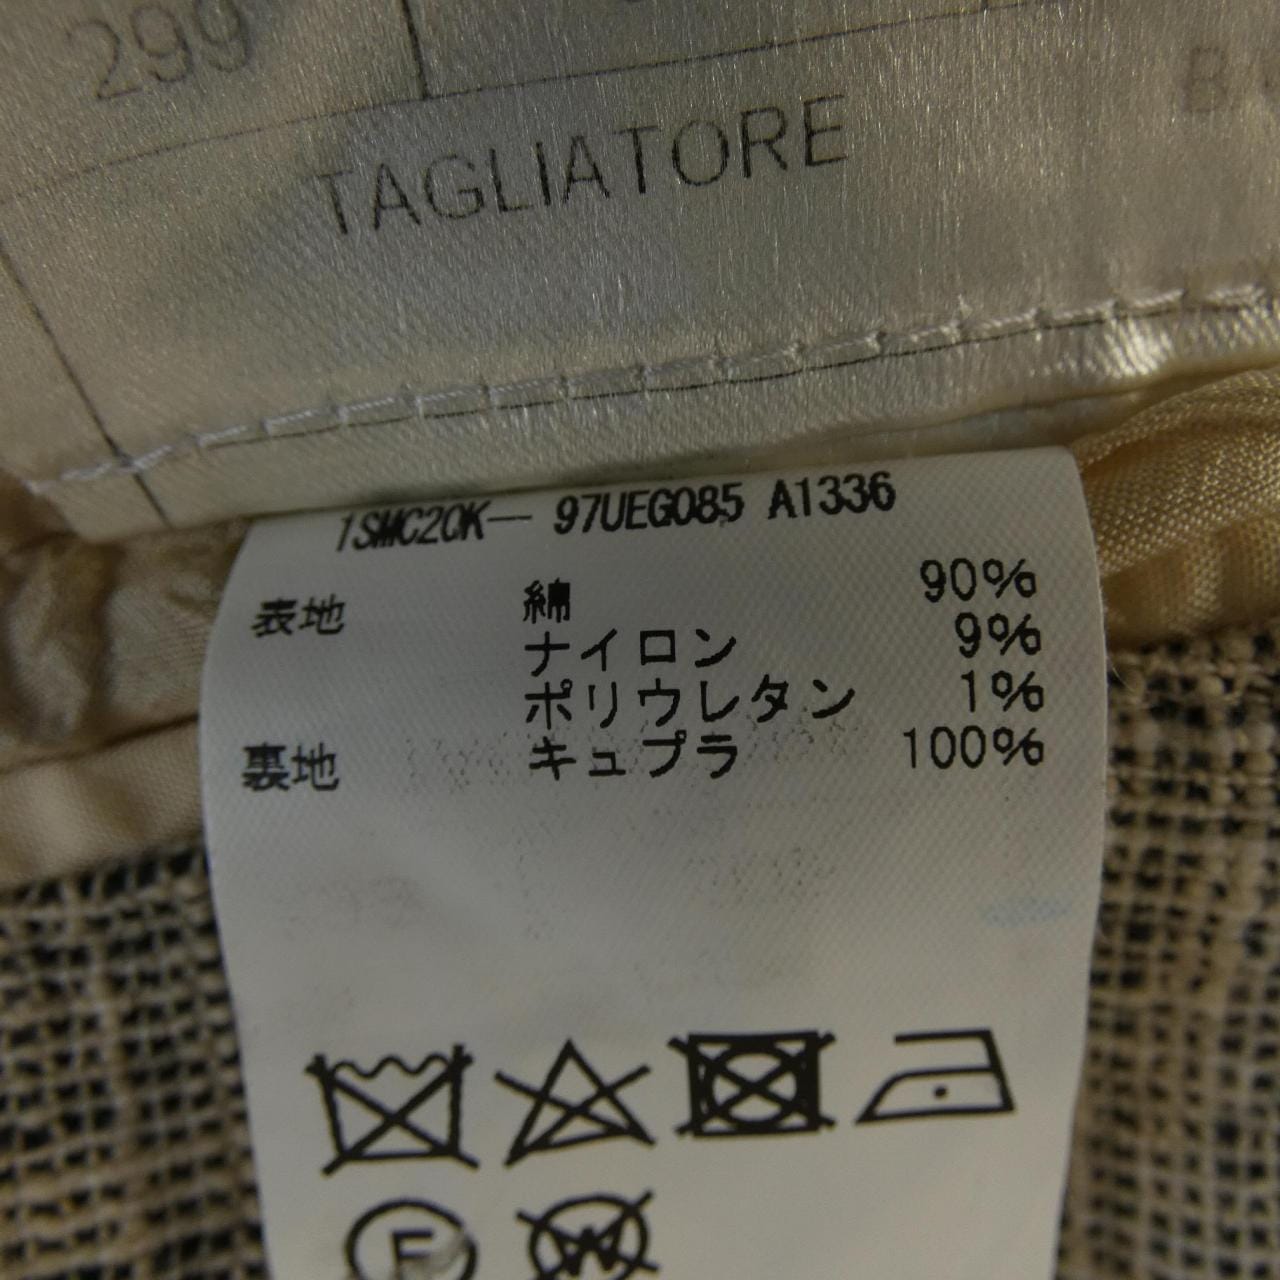 299
TAGLIATORE
1SMC20K— 97UEG085 A1336
表地 綿 90%
ナイロン 9%
ポリウレタン 1%
裏地 キュプラ 100%
F
W